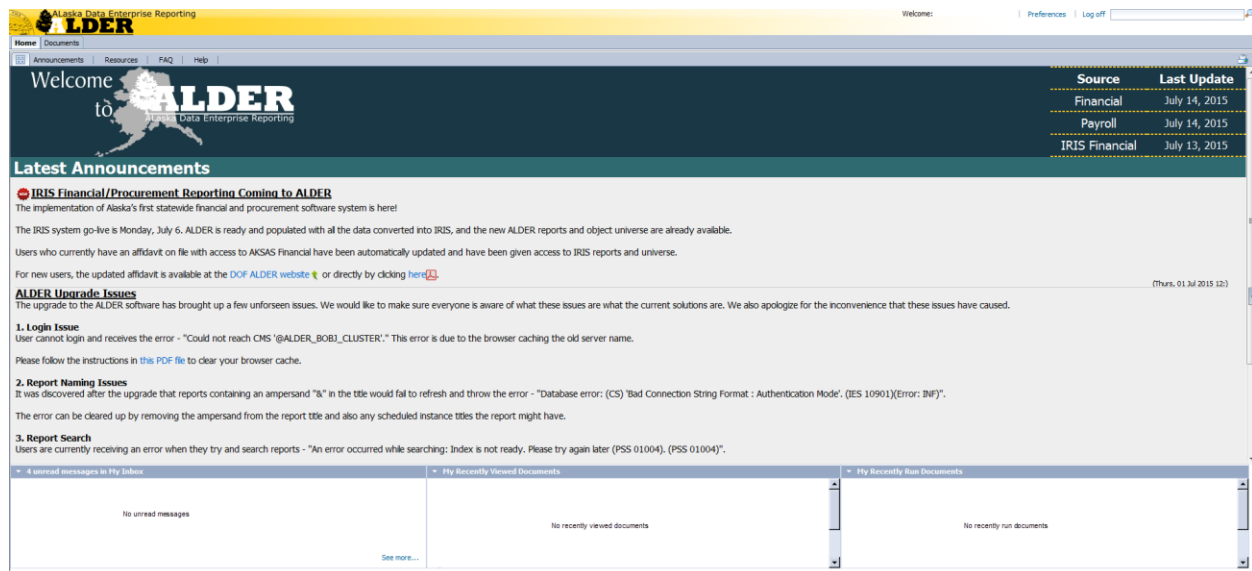 ALaska Data Enterprise Reporting
ALDER
Welcome: | Preferences | Log off
Home Documents
Announcements | Resources | FAQ | Help |
Welcome
to ALDER
ALaska Data Enterprise Reporting
Source Last Update
Financial July 14, 2015
Payroll July 14, 2015
IRIS Financial July 13, 2015
Latest Announcements
IRIS Financial/Procurement Reporting Coming to ALDER
The implementation of Alaska's first statewide financial and procurement software system is here!
The IRIS system go-live is Monday, July 6. ALDER is ready and populated with all the data converted into IRIS, and the new ALDER reports and object universe are already available.
Users who currently have an affidavit on file with access to AKSAS Financial have been automatically updated and have been given access to IRIS reports and universe.
For new users, the updated affidavit is available at the DOF ALDER website or directly by clicking here.
(Thurs, 01 Jul 2015 12:)
ALDER Upgrade Issues
The upgrade to the ALDER software has brought up a few unforseen issues. We would like to make sure everyone is aware of what these issues are what the current solutions are. We also apologize for the inconvenience that these issues have caused.
1. Login Issue
User cannot login and receives the error - "Could not reach CMS '@ALDER_BOBJ_CLUSTER'." This error is due to the browser caching the old server name.
Please follow the instructions in this PDF file to clear your browser cache.
2. Report Naming Issues
It was discovered after the upgrade that reports containing an ampersand "&" in the title would fail to refresh and throw the error - "Database error: (CS) 'Bad Connection String Format : Authentication Mode'. (IES 10901)(Error: INF)".
The error can be cleared up by removing the ampersand from the report title and also any scheduled instance titles the report might have.
3. Report Search
Users are currently receiving an error when they try and search reports - "An error occurred while searching: Index is not ready. Please try again later (PSS 01004). (PSS 01004)".
4 unread messages in My Inbox
My Recently Viewed Documents
My Recently Run Documents
No unread messages
No recently viewed documents
No recently run documents
See more...